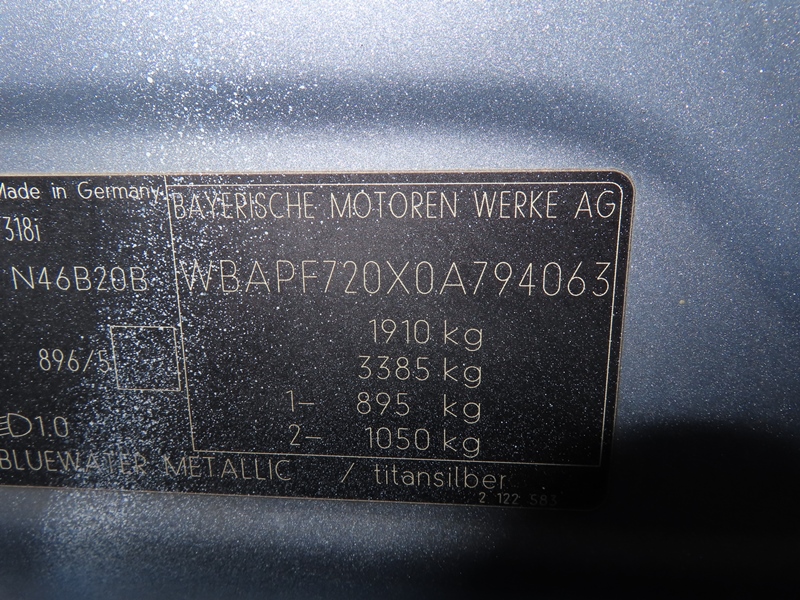 Made in Germany
318i
N46B20B
896/5
1.0
BLUEWATER METALLIC / titansilber
BAYERISCHE MOTOREN WERKE AG
WBAPF720X0A794063
1910 kg
3385 kg
1- 895 kg
2- 1050 kg
2 122 583